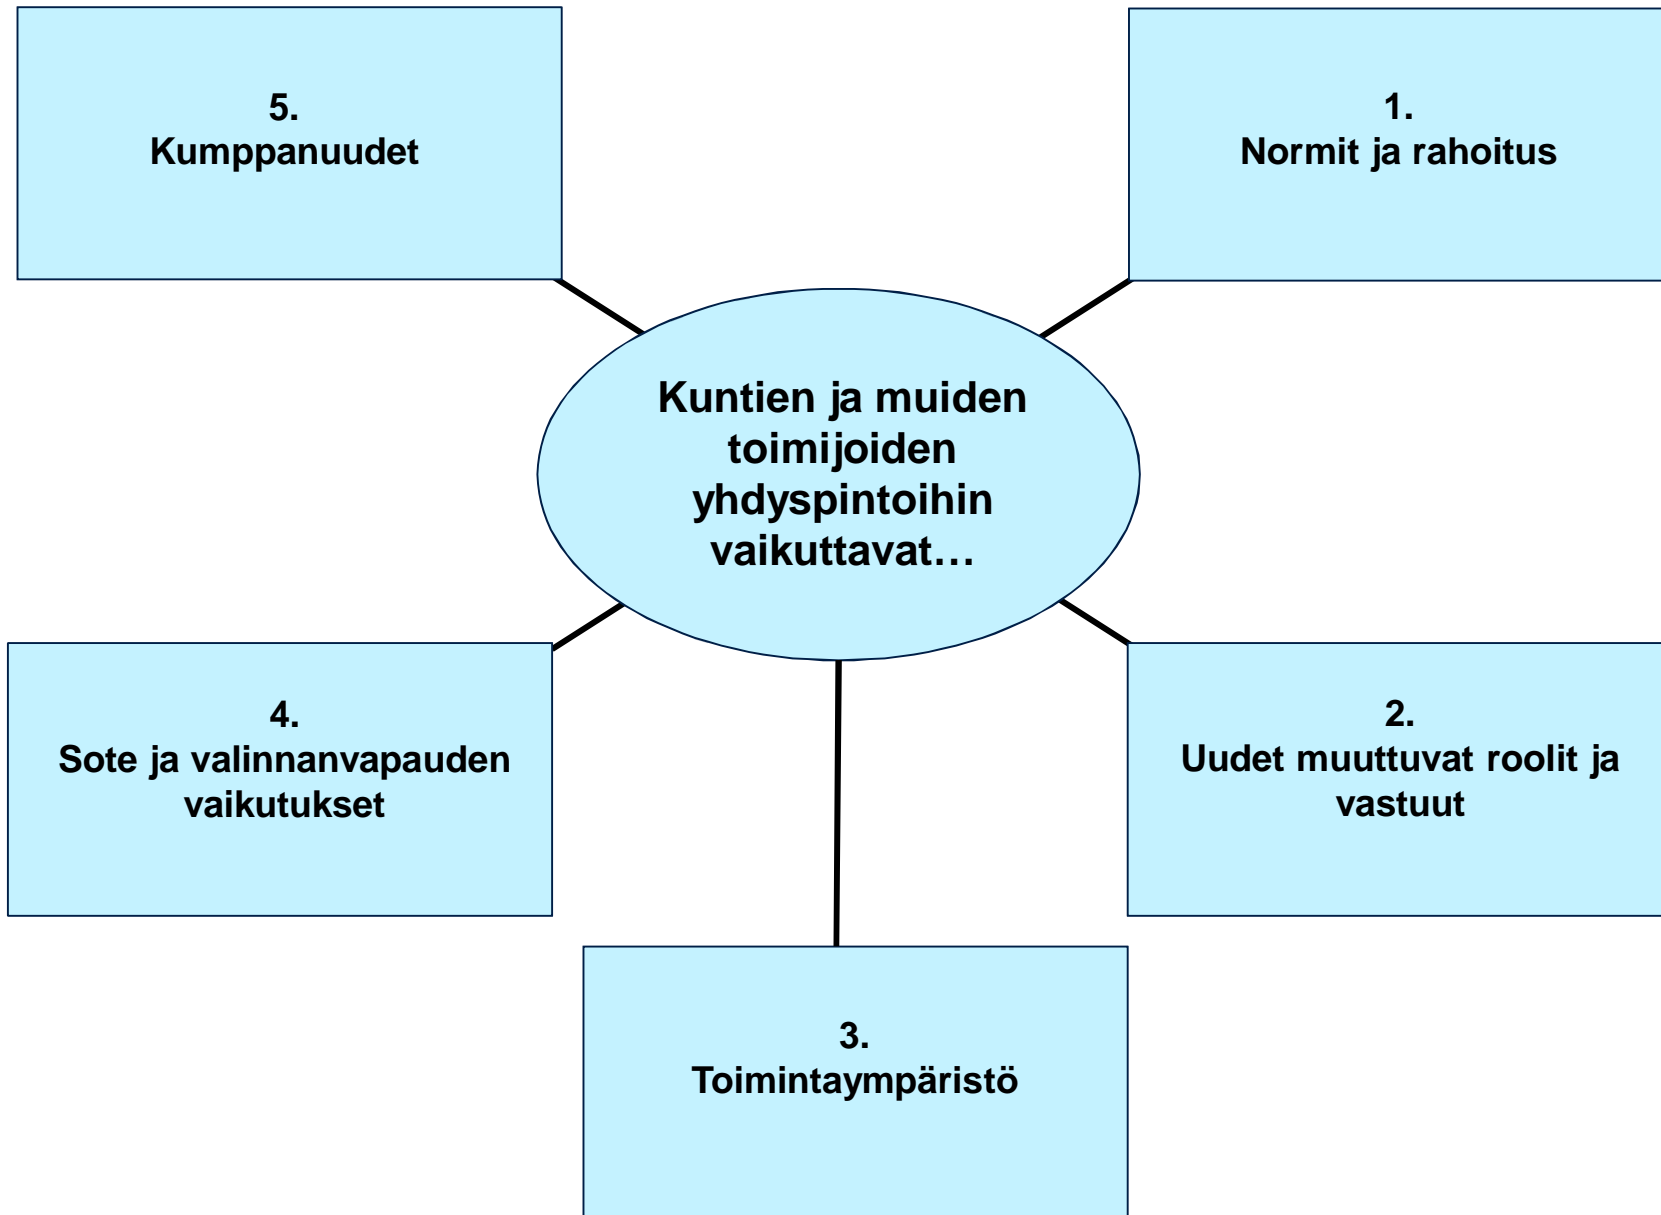 5.
Kumppanuudet
1.
Normit ja rahoitus
Kuntien ja muiden
toimijoiden
yhdyspintoihin
vaikuttavat…
4.
Sote ja valinnanvapauden
vaikutukset
2.
Uudet muuttuvat roolit ja
vastuut
3.
Toimintaympäristö